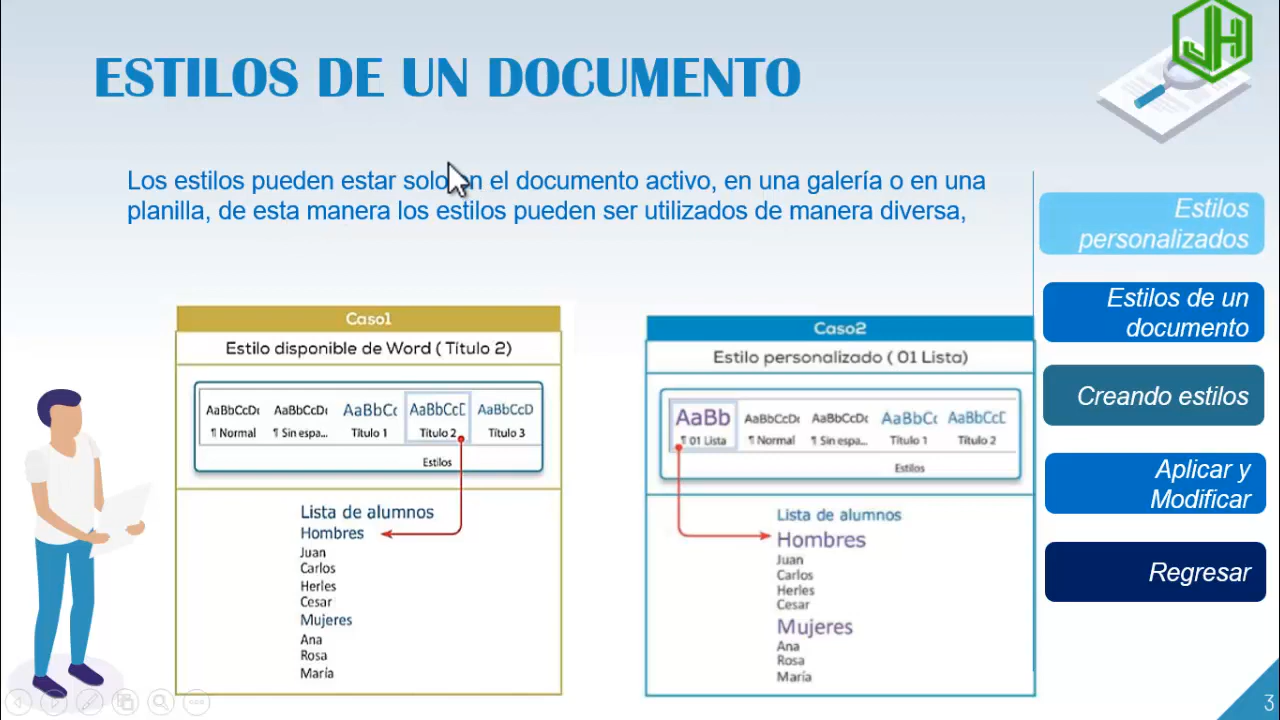 JH
ESTILOS DE UN DOCUMENTO
Los estilos pueden estar solo en el documento activo, en una galería o en una
planilla, de esta manera los estilos pueden ser utilizados de manera diversa,
Caso1
Estilo disponible de Word ( Título 2)
AaBbCcDc AaBbCcDc AaBbCc AaBbCcD AaBbCcD
¶ Normal ¶ Sin espa... Título 1 Título 2 Título 3
Estilos
Lista de alumnos
Hombres
Juan
Carlos
Herles
Cesar
Mujeres
Ana
Rosa
María
Caso2
Estilo personalizado ( 01 Lista)
AaBb AaBbCcDc AaBbCcDc AaBbCc AaBbCcD
¶ 01 Lista ¶ Normal ¶ Sin espa... Título 1 Título 2
Estilos
Lista de alumnos
Hombres
Juan
Carlos
Herles
Cesar
Mujeres
Ana
Rosa
María
Estilos
personalizados
Estilos de un
documento
Creando estilos
Aplicar y
Modificar
Regresar
3